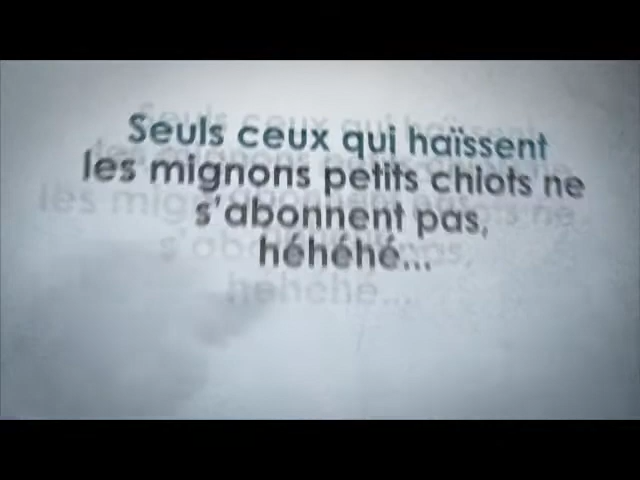 Seuls ceux qui haïssent
les mignons petits chiots ne
s'abonnent pas,
héhéhé...